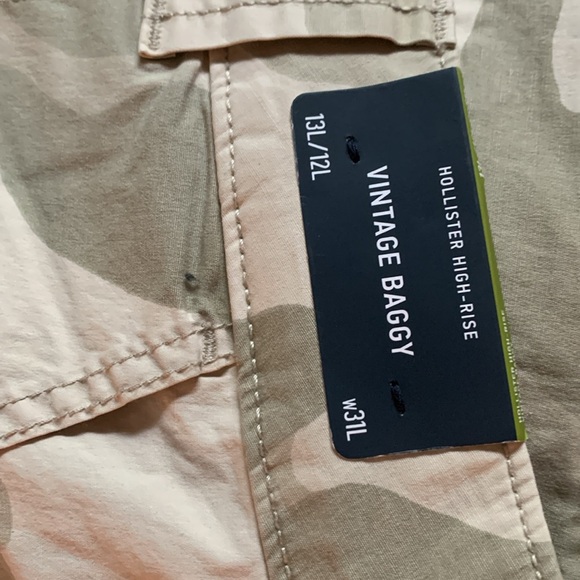 HOLLISTER HIGH-RISE
VINTAGE BAGGY
13L/12L
W31L